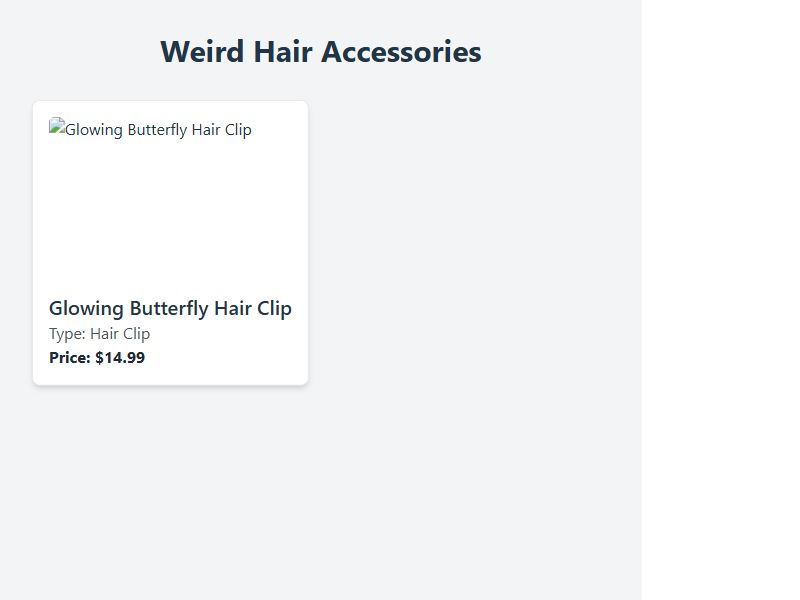 Weird Hair Accessories
Glowing Butterfly Hair Clip
Glowing Butterfly Hair Clip
Type: Hair Clip
Price: $14.99